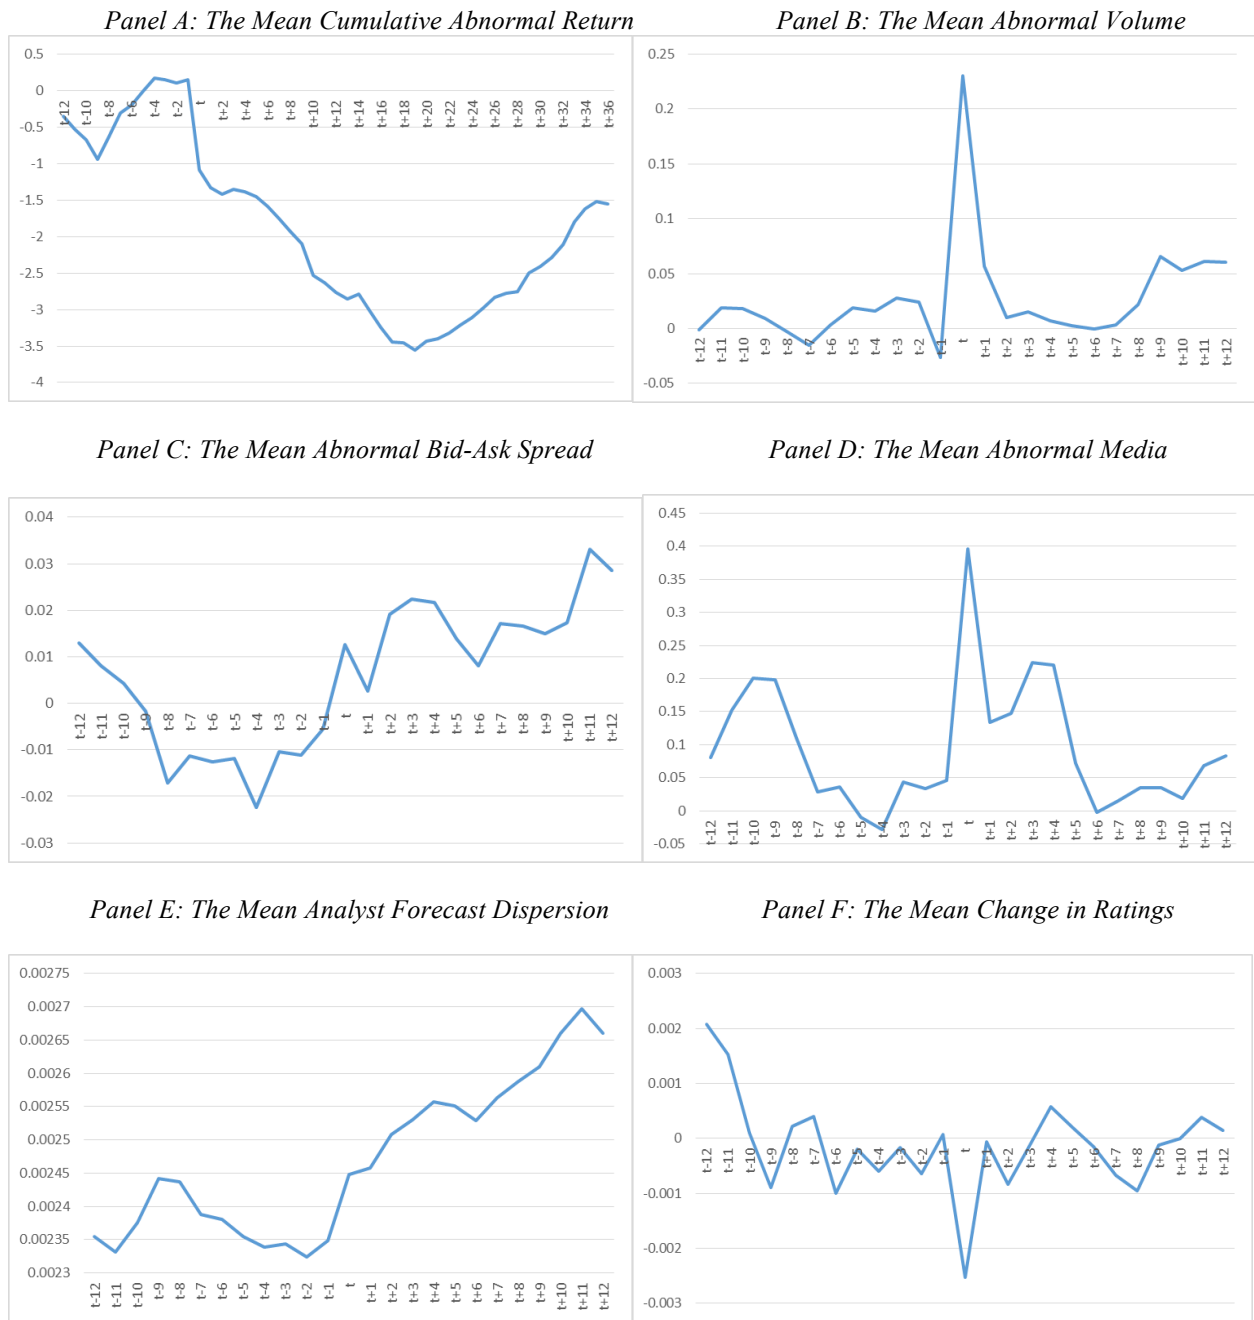 Panel A: The Mean Cumulative Abnormal Return
0.5
0
-0.5
-1
-1.5
-2
-2.5
-3
-3.5
-4
t-12
t-10
t-8
t-6
t-4
t-2
t
t+2
t+4
t+6
t+8
t+10
t+12
t+14
t+16
t+18
t+20
t+22
t+24
t+26
t+28
t+30
t+32
t+34
t+36
Panel B: The Mean Abnormal Volume
0.25
0.2
0.15
0.1
0.05
0
-0.05
t-12
t-11
t-10
t-9
t-8
t-7
t-6
t-5
t-4
t-3
t-2
t-1
t
t+1
t+2
t+3
t+4
t+5
t+6
t+7
t+8
t+9
t+10
t+11
t+12
Panel C: The Mean Abnormal Bid-Ask Spread
0.04
0.03
0.02
0.01
0
-0.01
-0.02
-0.03
t-12
t-11
t-10
t-9
t-8
t-7
t-6
t-5
t-4
t-3
t-2
t-1
t
t+1
t+2
t+3
t+4
t+5
t+6
t+7
t+8
t+9
t+10
t+11
t+12
Panel D: The Mean Abnormal Media
0.45
0.4
0.35
0.3
0.25
0.2
0.15
0.1
0.05
0
-0.05
t-12
t-11
t-10
t-9
t-8
t-7
t-6
t-5
t-4
t-3
t-2
t-1
t
t+1
t+2
t+3
t+4
t+5
t+6
t+7
t+8
t+9
t+10
t+11
t+12
Panel E: The Mean Analyst Forecast Dispersion
0.00275
0.0027
0.00265
0.0026
0.00255
0.0025
0.00245
0.0024
0.00235
0.0023
t-12
t-11
t-10
t-9
t-8
t-7
t-6
t-5
t-4
t-3
t-2
t-1
t
t+1
t+2
t+3
t+4
t+5
t+6
t+7
t+8
t+9
t+10
t+11
t+12
Panel F: The Mean Change in Ratings
0.003
0.002
0.001
0
-0.001
-0.002
-0.003
t-12
t-11
t-10
t-9
t-8
t-7
t-6
t-5
t-4
t-3
t-2
t-1
t
t+1
t+2
t+3
t+4
t+5
t+6
t+7
t+8
t+9
t+10
t+11
t+12